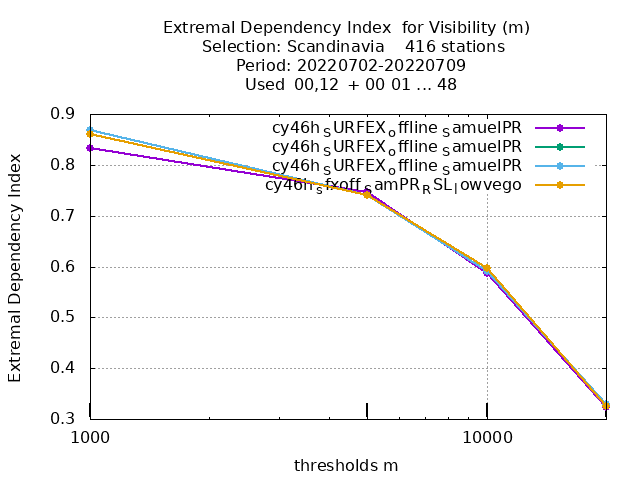 Extremal Dependency Index for Visibility (m)
Selection: Scandinavia 416 stations
Period: 20220702-20220709
Used 00,12 + 00 01 ... 48
0.9
0.8
0.7
0.6
0.5
0.4
0.3
Extremal Dependency Index
cy46h_SURFEX_offline_SamuelPR
cy46h_SURFEX_offline_SamuelPR
cy46h_SURFEX_offline_SamuelPR
cy46h_sfxoff_SamPR_RSL_lowvego
1000
10000
thresholds m